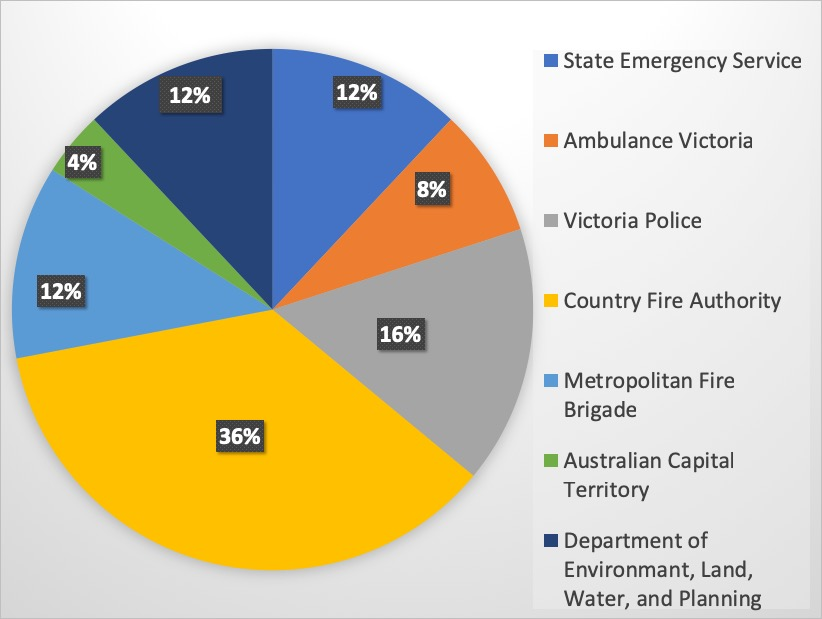 12%
12%
8%
4%
12%
16%
36%
State Emergency Service
Ambulance Victoria
Victoria Police
Country Fire Authority
Metropolitan Fire
Brigade
Australian Capital
Territory
Department of
Environmant, Land,
Water, and Planning